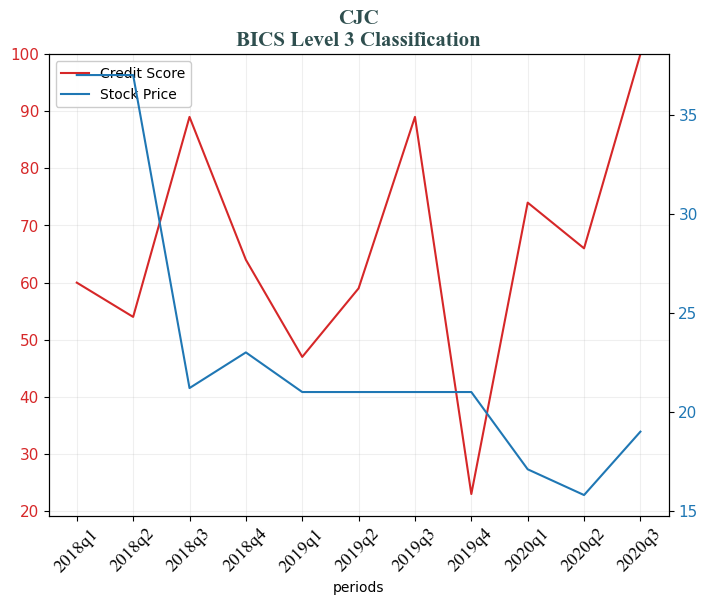 CJC
BICS Level 3 Classification
Credit Score
Stock Price
100
90
80
70
60
50
40
30
20
35
30
25
20
15
2018q1
2018q2
2018q3
2018q4
2019q1
2019q2
2019q3
2019q4
2020q1
2020q2
2020q3
periods